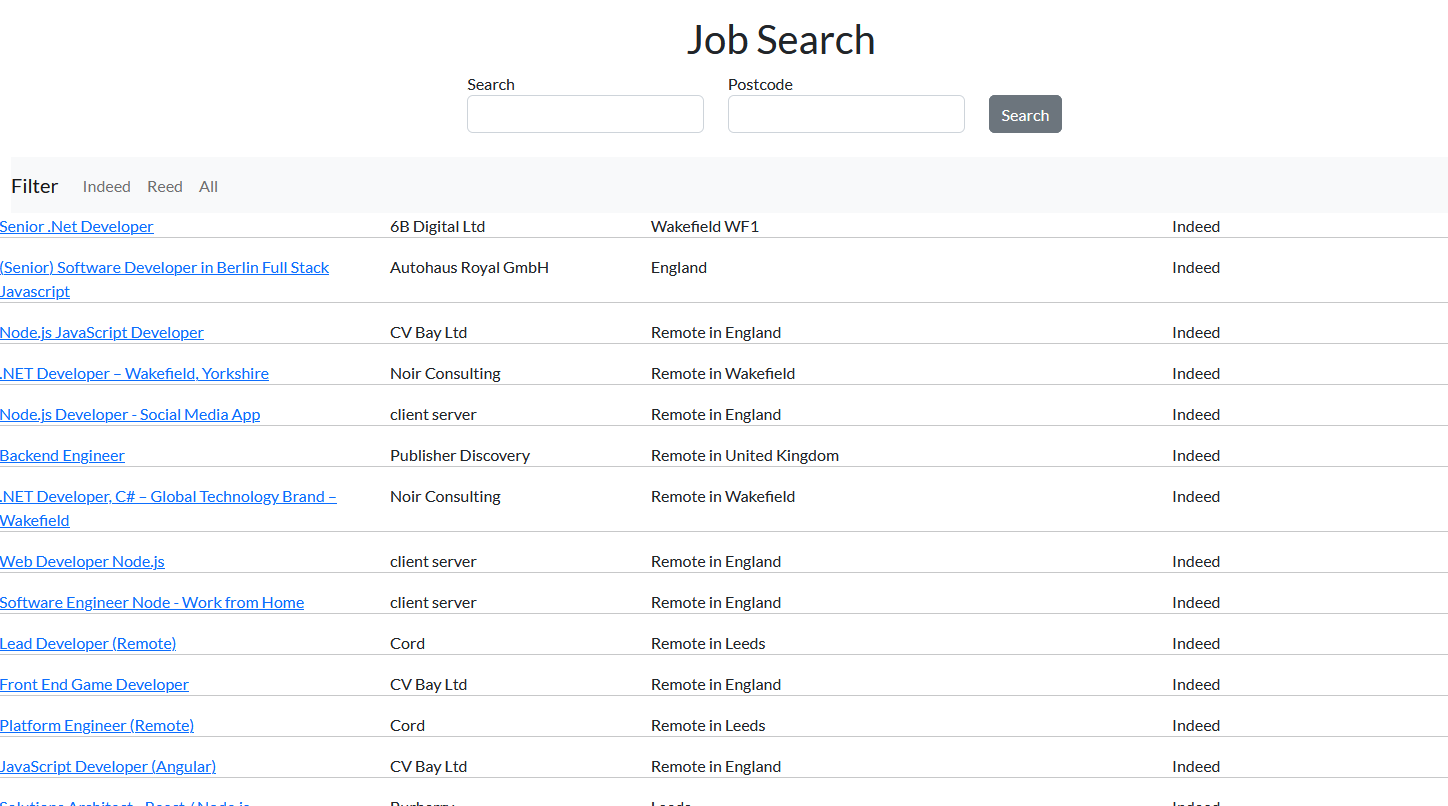 Job Search
Search Postcode
Search
Filter Indeed Reed All
Senior .Net Developer 6B Digital Ltd Wakefield WF1 Indeed
(Senior) Software Developer in Berlin Full Stack Autohaus Royal GmbH England Indeed
Javascript
Node.js JavaScript Developer CV Bay Ltd Remote in England Indeed
.NET Developer – Wakefield, Yorkshire Noir Consulting Remote in Wakefield Indeed
Node.js Developer - Social Media App client server Remote in England Indeed
Backend Engineer Publisher Discovery Remote in United Kingdom Indeed
.NET Developer, C# – Global Technology Brand – Noir Consulting Remote in Wakefield Indeed
Wakefield
Web Developer Node.js client server Remote in England Indeed
Software Engineer Node - Work from Home client server Remote in England Indeed
Lead Developer (Remote) Cord Remote in Leeds Indeed
Front End Game Developer CV Bay Ltd Remote in England Indeed
Platform Engineer (Remote) Cord Remote in Leeds Indeed
JavaScript Developer (Angular) CV Bay Ltd Remote in England Indeed
Solutions Architect - React / Node.js Burberry Leeds Indeed